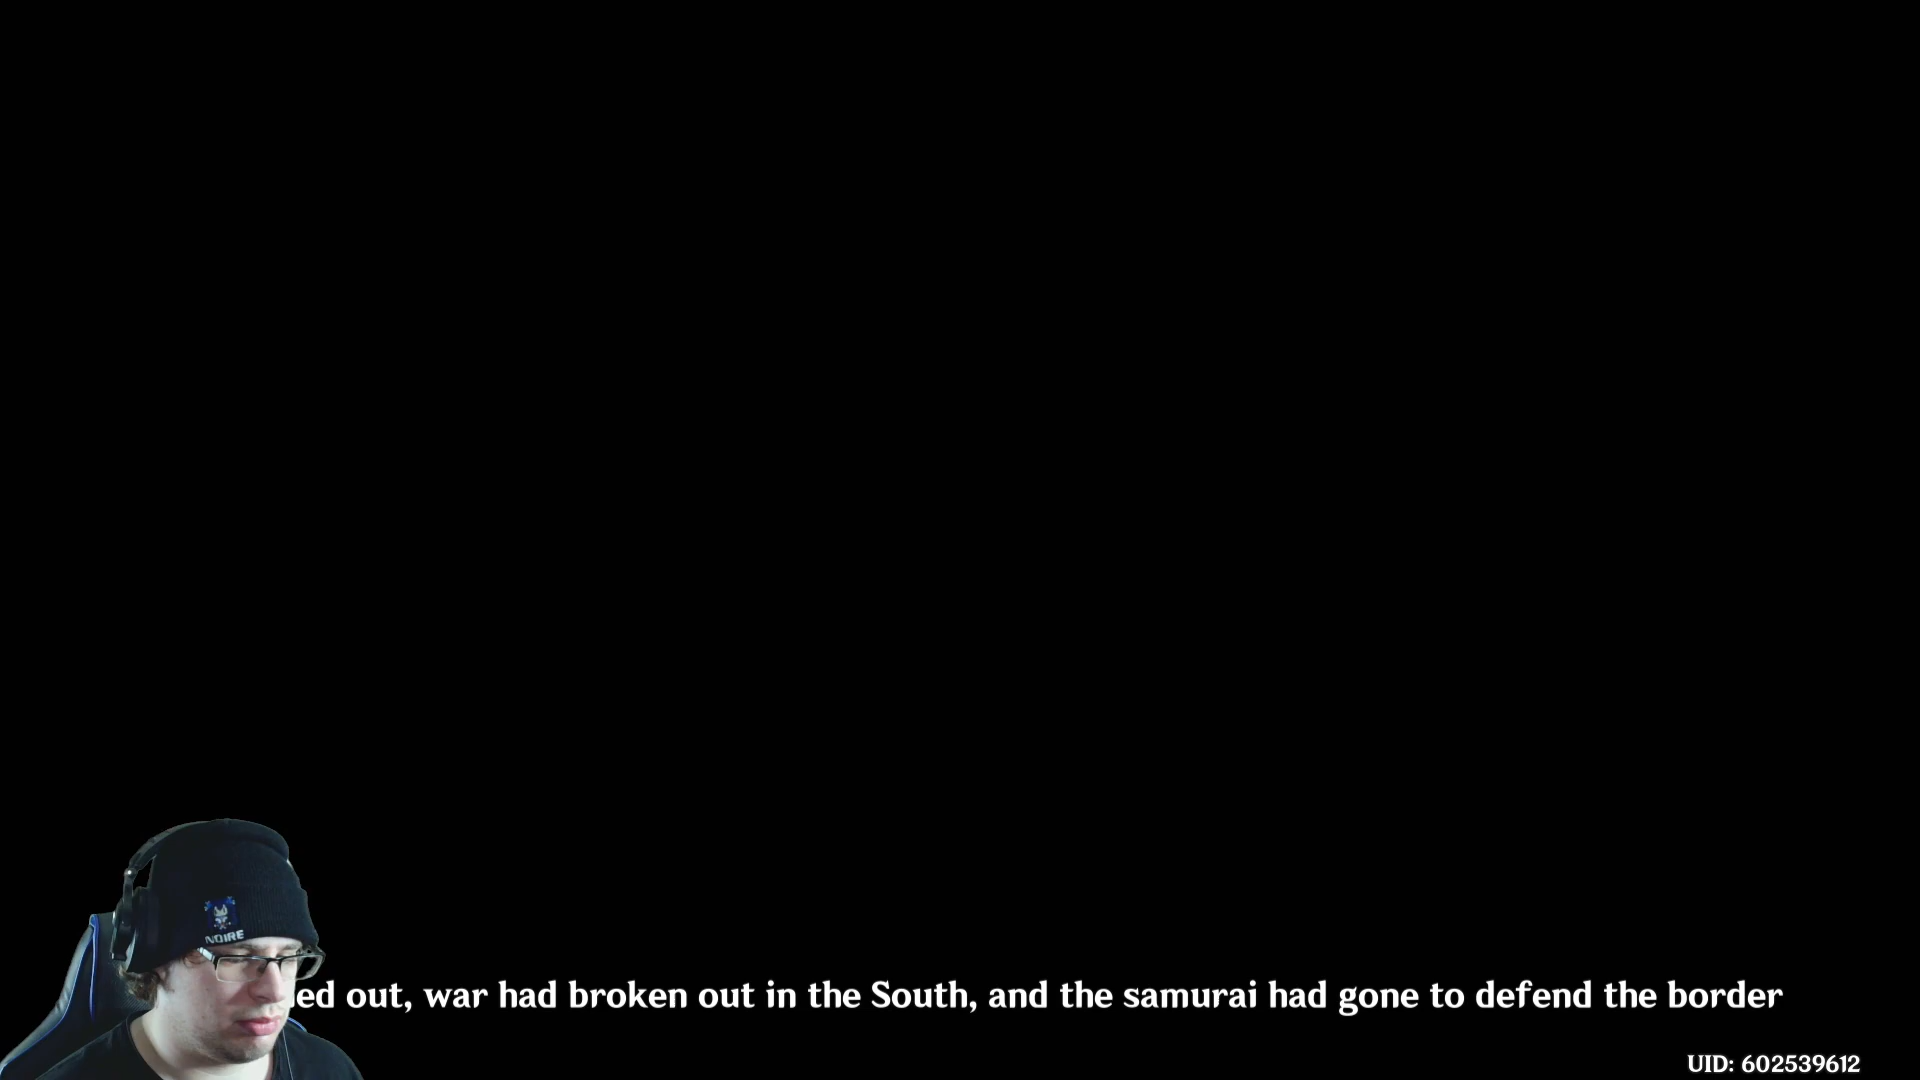 NOIRE
out, war had broken out in the South, and the samurai had gone to defend the border
UID: 602539612